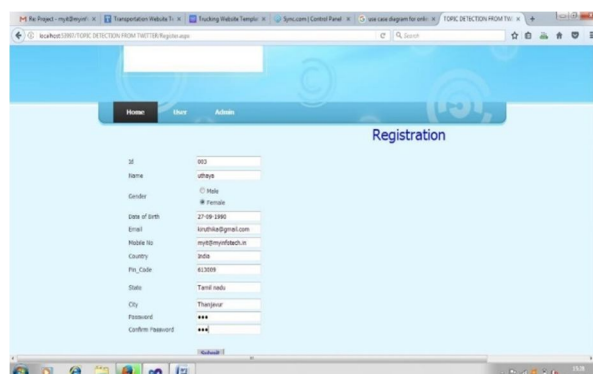 Re: Project - myit@myinf
Transportation Website Te
Trucking Website Templat
Sync.com | Control Panel
use case diagram for onlin
TOPIC DETECTION FROM TWI
localhost
/TOPIC DETECTION FROM TWITTER/Register.aspx
Search
Home User Admin
Registration
Id 003
Name uthaya
Gender Male
Female
Date of Birth 27-09-1990
Email kiruthika@gmail.com
Mobile No myit@myinfotech.in
Country India
Pin_Code 613009
State Tamil nadu
City Thanjavur
Password •••
Confirm Password •••
Submit